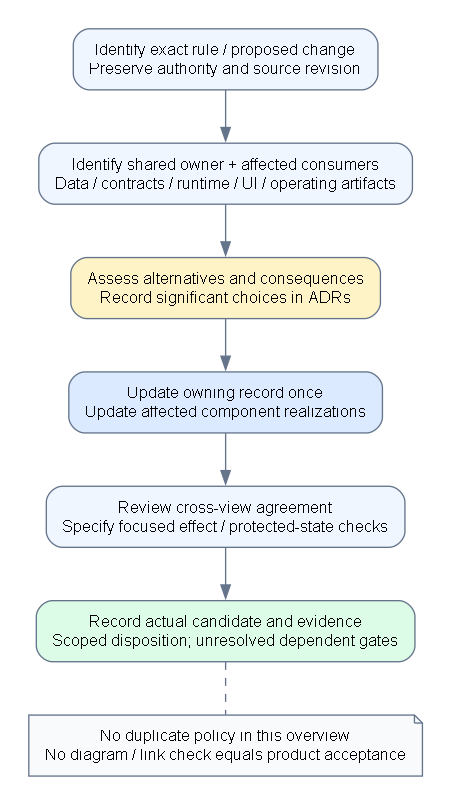 Identify exact rule / proposed change
Preserve authority and source revision
Identify shared owner + affected consumers
Data / contracts / runtime / UI / operating artifacts
Assess alternatives and consequences
Record significant choices in ADRs
Update owning record once
Update affected component realizations
Review cross-view agreement
Specify focused effect / protected-state checks
Record actual candidate and evidence
Scoped disposition; unresolved dependent gates
No duplicate policy in this overview
No diagram / link check equals product acceptance